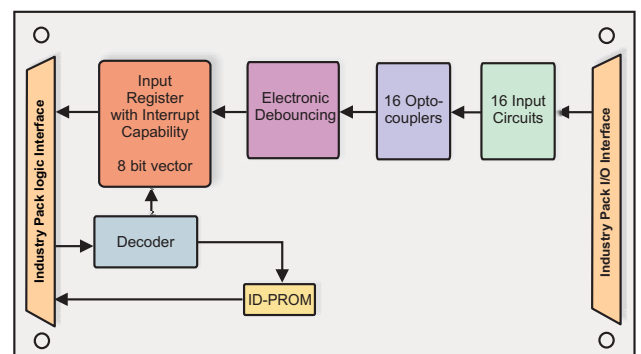 Industry Pack logic Interface
Input
Register
with Interrupt
Capability
8 bit vector
Electronic
Debouncing
16 Opto-
couplers
16 Input
Circuits
Industry Pack I/O Interface
Decoder
ID-PROM